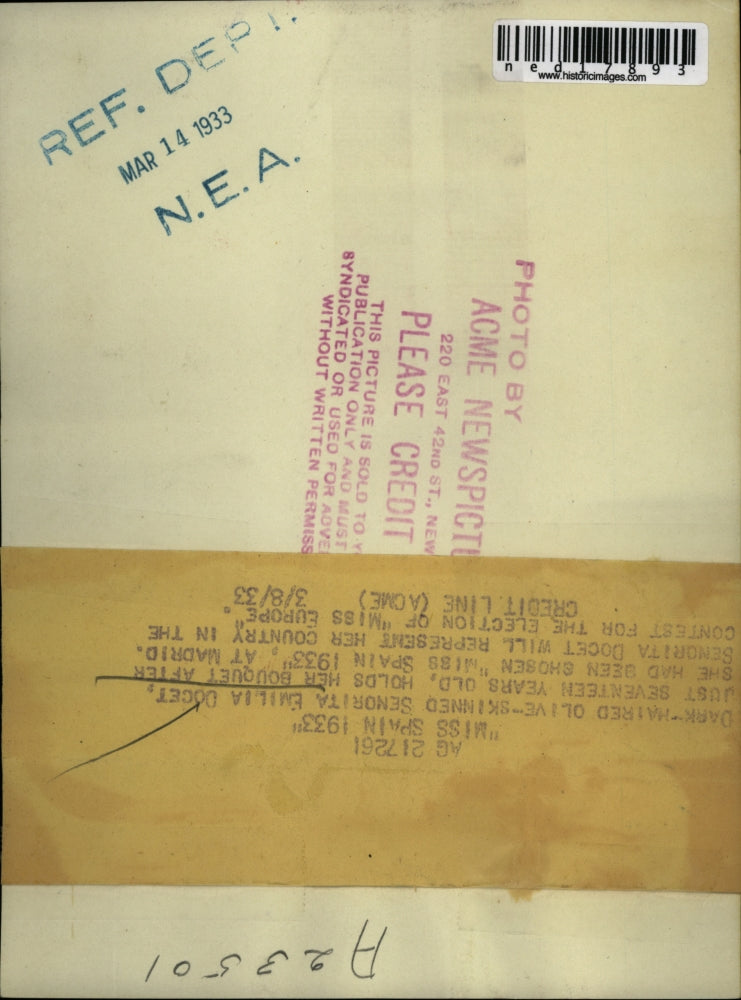 REF. DEPT.
MAR 14 1933
N.E.A.
ned17893
www.historicimages.com
PHOTO BY
ACME NEWSPICTU
220 EAST 42ND ST., NEW
PLEASE CREDIT
THIS PICTURE IS SOLD TO Y
PUBLICATION ONLY AND MUST
SYNDICATED OR USED FOR ADVE
WITHOUT WRITTEN PERMISS
AG 217261
"MISS SPAIN 1933"
DARK-HAIRED OLIVE-SKINNED SENORITA EMILIA DOCET,
JUST SEVENTEEN YEARS OLD, HOLDS HER BOUQUET AFTER
SHE HAD BEEN CHOSEN "MISS SPAIN 1933", AT MADRID.
SENORITA DOCET WILL REPRESENT HER COUNTRY IN THE
CONTEST FOR THE ELECTION OF "MISS EUROPE".
CREDIT LINE (ACME) 3/8/33
A23501